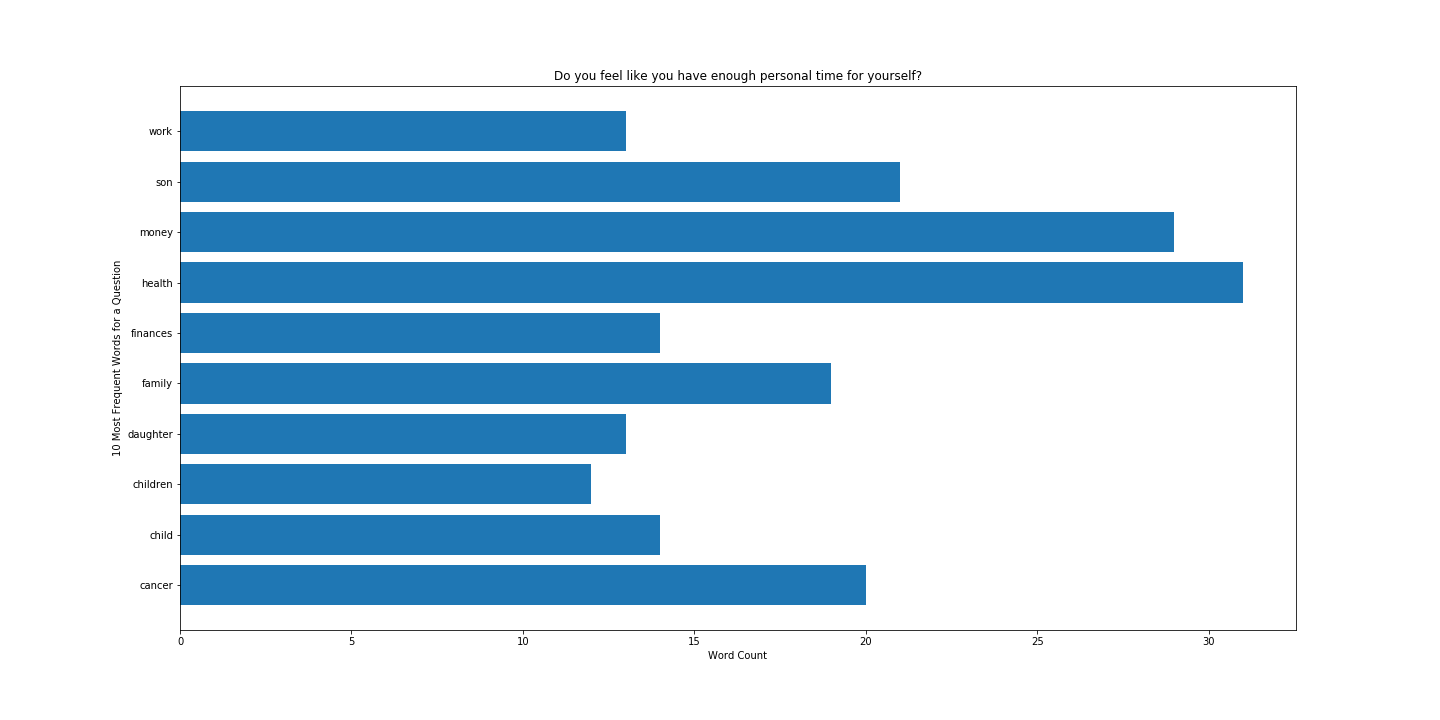 Do you feel like you have enough personal time for yourself?
10 Most Frequent Words for a Question
work
son
money
health
finances
family
daughter
children
child
cancer
0 5 10 15 20 25 30
Word Count